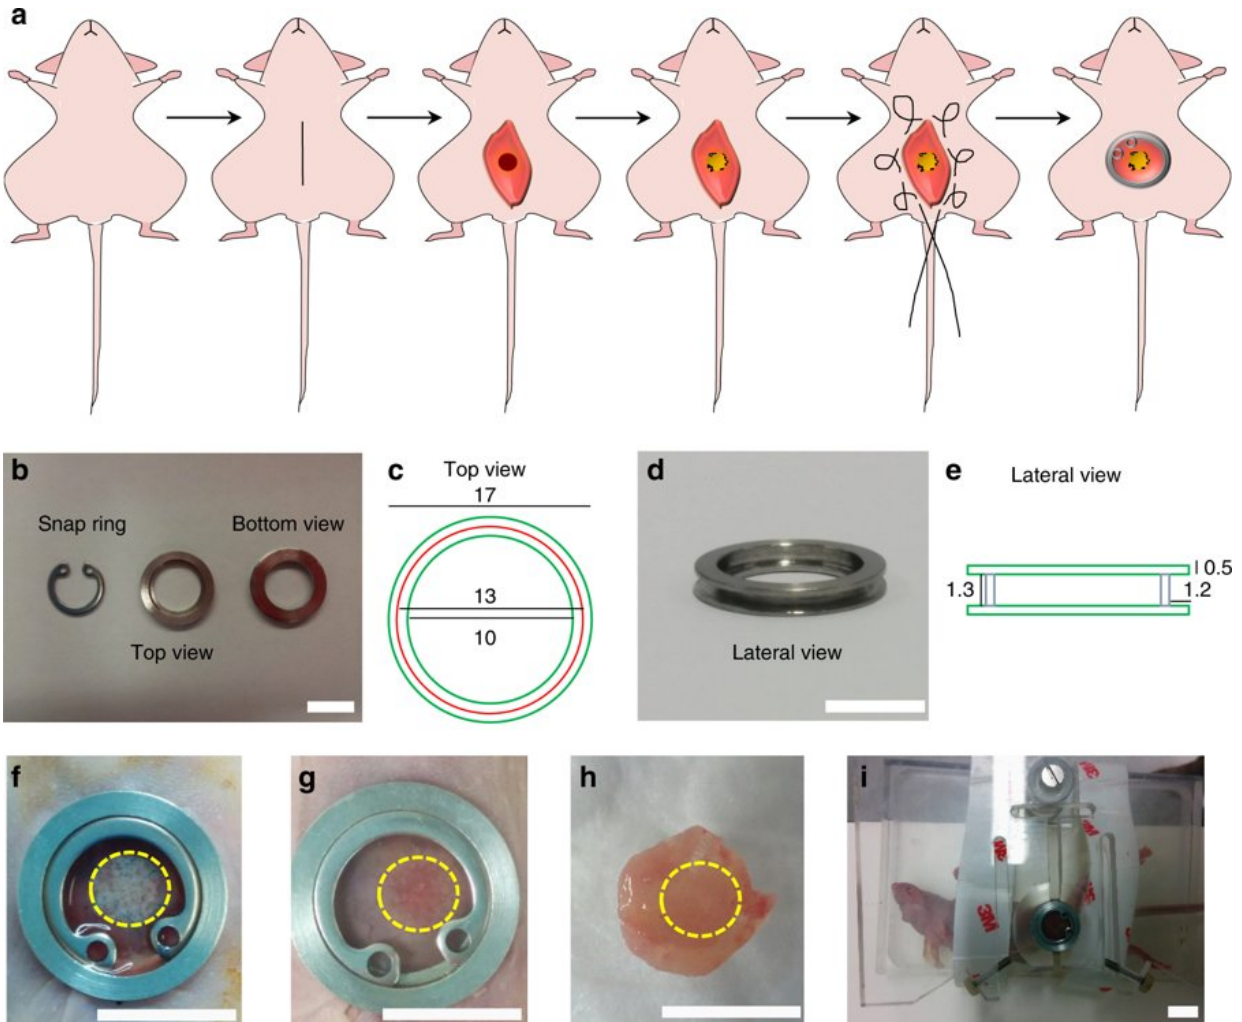 a
b
Snap ring
Bottom view
Top view
c
Top view
17
13
10
d
Lateral view
e
Lateral view
0.5
1.3
1.2
f
g
h
i
3M
3M
3M
3M